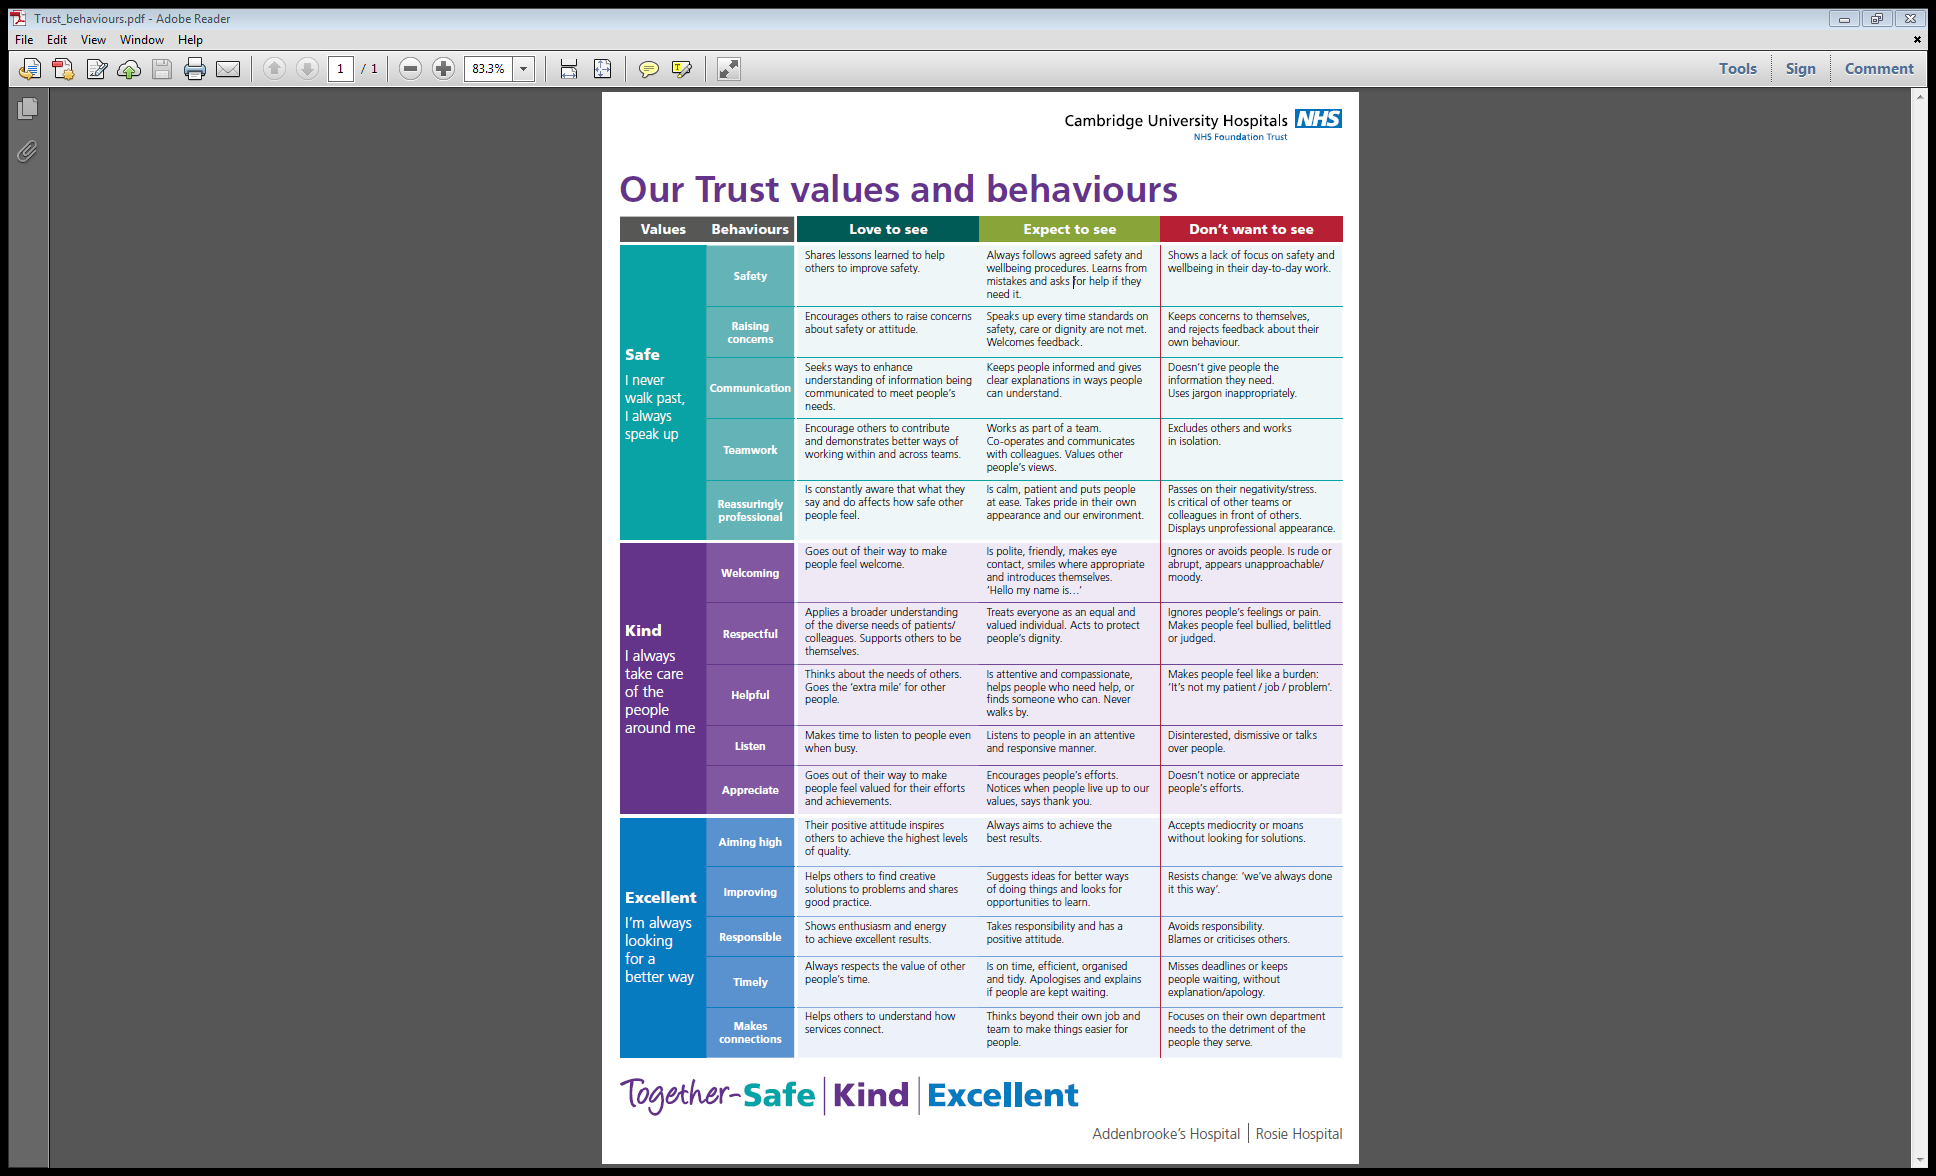 Trust_behaviours.pdf - Adobe Reader
File Edit View Window Help
1 / 1 83.3% Tools Sign Comment
Cambridge University Hospitals NHS
NHS Foundation Trust
Our Trust values and behaviours
Values Behaviours Love to see Expect to see Don't want to see
Safe
I never
walk past,
I always
speak up
Safety
Shares lessons learned to help
others to improve safety.
Always follows agreed safety and
wellbeing procedures. Learns from
mistakes and asks for help if they
need it.
Shows a lack of focus on safety and
wellbeing in their day-to-day work.
Raising
concerns
Encourages others to raise concerns
about safety or attitude.
Speaks up every time standards on
safety, care or dignity are not met.
Welcomes feedback.
Keeps concerns to themselves,
and rejects feedback about their
own behaviour.
Communication
Seeks ways to enhance
understanding of information being
communicated to meet people's
needs.
Keeps people informed and gives
clear explanations in ways people
can understand.
Doesn't give people the
information they need.
Uses jargon inappropriately.
Teamwork
Encourage others to contribute
and demonstrates better ways of
working within and across teams.
Works as part of a team.
Co-operates and communicates
with colleagues. Values other
people's views.
Excludes others and works
in isolation.
Reassuringly
professional
Is constantly aware that what they
say and do affects how safe other
people feel.
Is calm, patient and puts people
at ease. Takes pride in their own
appearance and our environment.
Passes on their negativity/stress.
Is critical of other teams or
colleagues in front of others.
Displays unprofessional appearance.
Kind
I always
take care
of the
people
around me
Welcoming
Goes out of their way to make
people feel welcome.
Is polite, friendly, makes eye
contact, smiles where appropriate
and introduces themselves.
'Hello my name is…'
Ignores or avoids people. Is rude or
abrupt, appears unapproachable/
moody.
Respectful
Applies a broader understanding
of the diverse needs of patients/
colleagues. Supports others to be
themselves.
Treats everyone as an equal and
valued individual. Acts to protect
people's dignity.
Ignores people's feelings or pain.
Makes people feel bullied, belittled
or judged.
Helpful
Thinks about the needs of others.
Goes the 'extra mile' for other
people.
Is attentive and compassionate,
helps people who need help, or
finds someone who can. Never
walks by.
Makes people feel like a burden:
'It's not my patient / job / problem'.
Listen
Makes time to listen to people even
when busy.
Listens to people in an attentive
and responsive manner.
Disinterested, dismissive or talks
over people.
Appreciate
Goes out of their way to make
people feel valued for their efforts
and achievements.
Encourages people's efforts.
Notices when people live up to our
values, says thank you.
Doesn't notice or appreciate
people's efforts.
Excellent
I'm always
looking
for a
better way
Aiming high
Their positive attitude inspires
others to achieve the highest levels
of quality.
Always aims to achieve the
best results.
Accepts mediocrity or moans
without looking for solutions.
Improving
Helps others to find creative
solutions to problems and shares
good practice.
Suggests ideas for better ways
of doing things and looks for
opportunities to learn.
Resists change: 'we've always done
it this way'.
Responsible
Shows enthusiasm and energy
to achieve excellent results.
Takes responsibility and has a
positive attitude.
Avoids responsibility.
Blames or criticises others.
Timely
Always respects the value of other
people's time.
Is on time, efficient, organised
and tidy. Apologises and explains
if people are kept waiting.
Misses deadlines or keeps
people waiting, without
explanation/apology.
Makes
connections
Helps others to understand how
services connect.
Thinks beyond their own job and
team to make things easier for
people.
Focuses on their own department
needs to the detriment of the
people they serve.
Together-Safe | Kind | Excellent
Addenbrooke's Hospital | Rosie Hospital